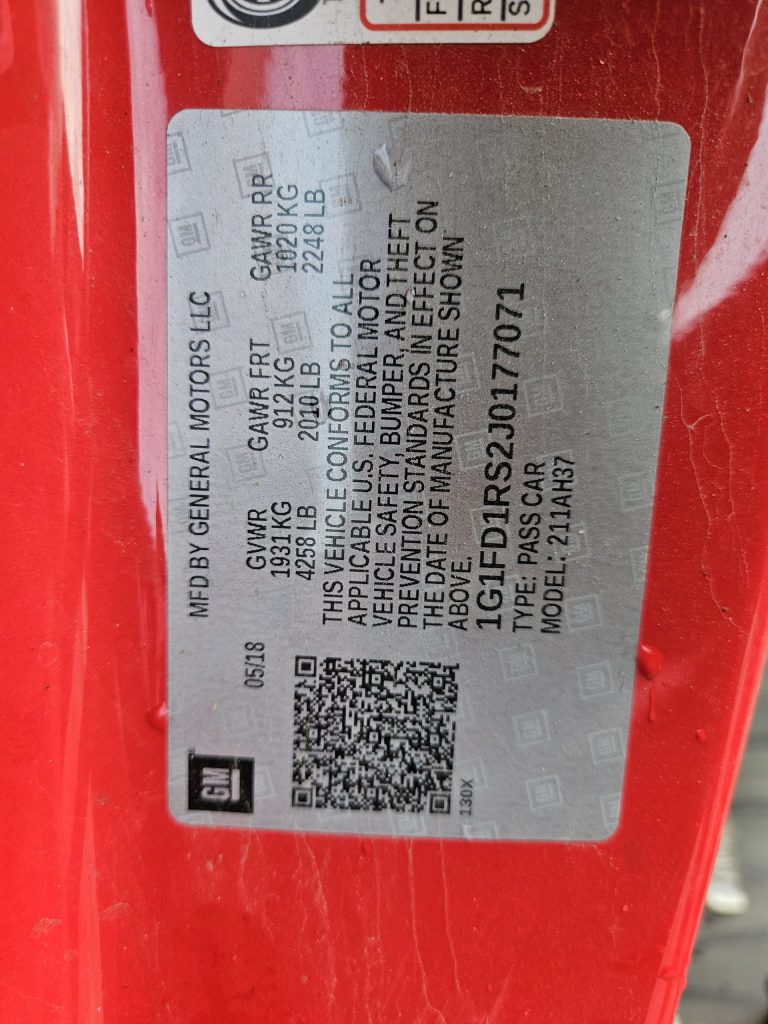 GM
MFD BY GENERAL MOTORS LLC
05/18
GVWR GAWR FRT GAWR RR
1931KG 912 KG 1020 KG
4258 LB 2010 LB 2248 LB
THIS VEHICLE CONFORMS TO ALL
APPLICABLE U.S. FEDERAL MOTOR
VEHICLE SAFETY, BUMPER, AND THEFT
PREVENTION STANDARDS IN EFFECT ON
THE DATE OF MANUFACTURE SHOWN
ABOVE.
1G1FD1RS2J0177071
TYPE: PASS CAR
MODEL: 211AH37
130X
F
R
S